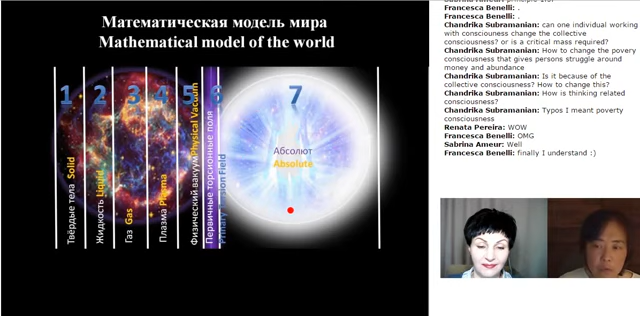 Математическая модель мира
Mathematical model of the world
1
2
3
4
5
6
7
Твёрдые тела Solid
Жидкость Liquid
Газ Gas
Плазма Plasma
Физический вакуум Physical Vacuum
Первичные торсионные поля
Field
Абсолют
Absolute
Francesca Benelli: .
Francesca Benelli: .
Chandrika Subramanian: can one individual working
with consciouness change the collective
consciousness? or is a critical mass required?
Chandrika Subramanian: How to change the povery
consciousness that gives persons struggle around
money and abundance
Chandrika Subramanian: Is it because of the
collective consciousness? How to change this?
Chandrika Subramanian: How is thinking related
consciousness?
Chandrika Subramanian: Typos I meant poverty
consciousness
Renata Pereira: WOW
Francesca Benelli: OMG
Sabrina Ameur: Well
Francesca Benelli: finally I understand :)